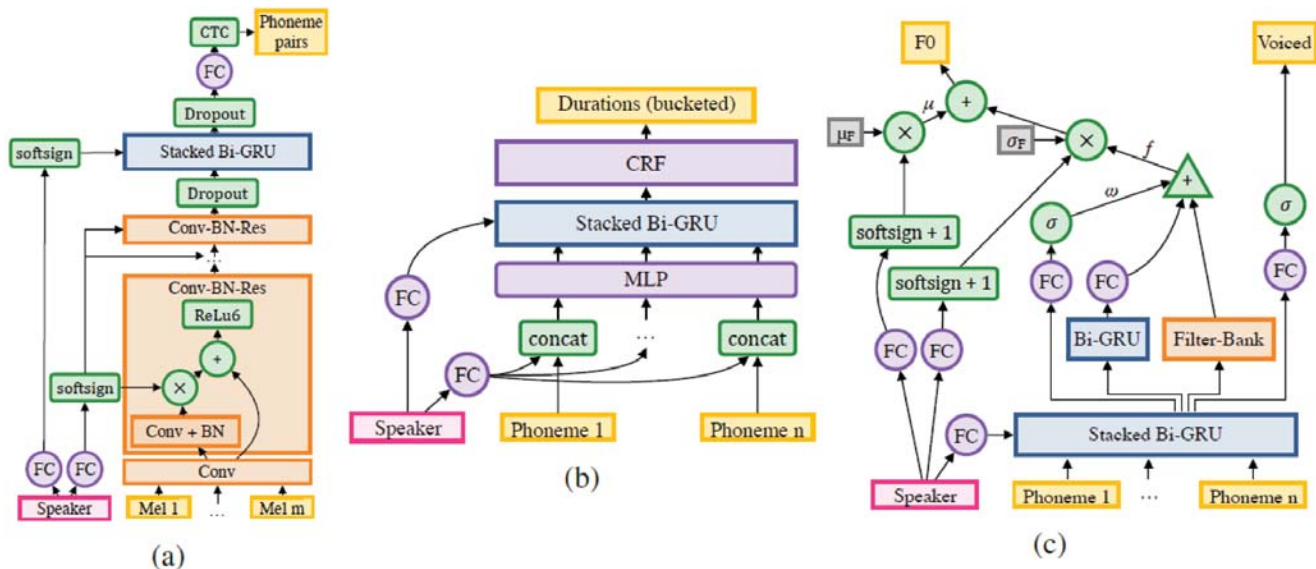 CTC
Phoneme
pairs
FC
Dropout
softsign
Stacked Bi-GRU
Dropout
Conv-BN-Res
...
Conv-BN-Res
ReLu6
+
softsign
×
Conv + BN
FC
FC
Conv
Speaker
Mel 1
...
Mel m
(a)
Durations (bucketed)
CRF
Stacked Bi-GRU
FC
MLP
concat
...
concat
FC
Speaker
Phoneme 1
Phoneme n
(b)
F0
Voiced
μF
×
μ
+
σF
×
f
+
ω
σ
σ
softsign + 1
softsign + 1
FC
FC
FC
FC
FC
Bi-GRU
Filter-Bank
FC
Stacked Bi-GRU
Speaker
Phoneme 1
...
Phoneme n
(c)